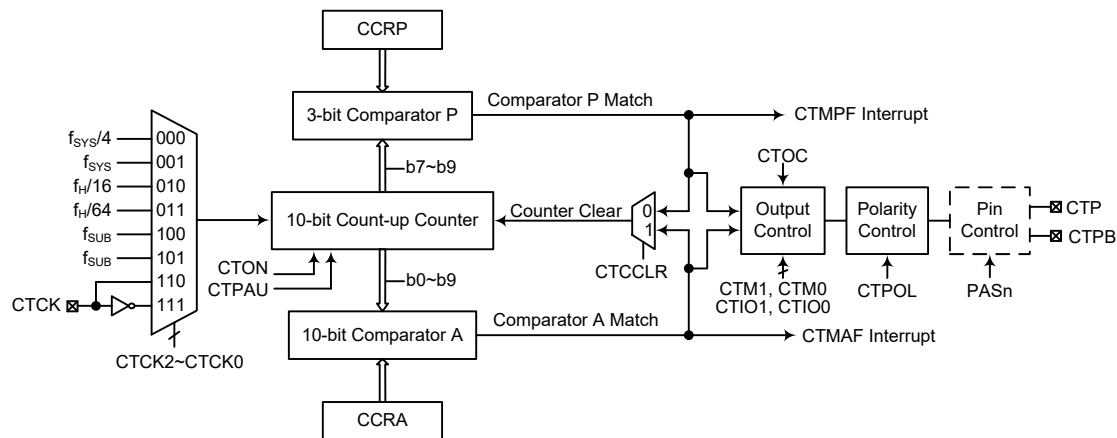 CCRP
3-bit Comparator P
Comparator P Match
CTMPF Interrupt
b7~b9
fSYS/4 000
fSYS 001
fH/16 010
fH/64 011
fSUB 100
fSUB 101
110
111
CTCK
CTCK2~CTCK0
10-bit Count-up Counter
Counter Clear
0
1
CTCCLR
CTON
CTPAU
b0~b9
CTOC
Output
Control
CTM1, CTM0
CTIO1, CTIO0
Polarity
Control
CTPOL
Pin
Control
PASn
CTP
CTPB
10-bit Comparator A
Comparator A Match
CTMAF Interrupt
CCRA